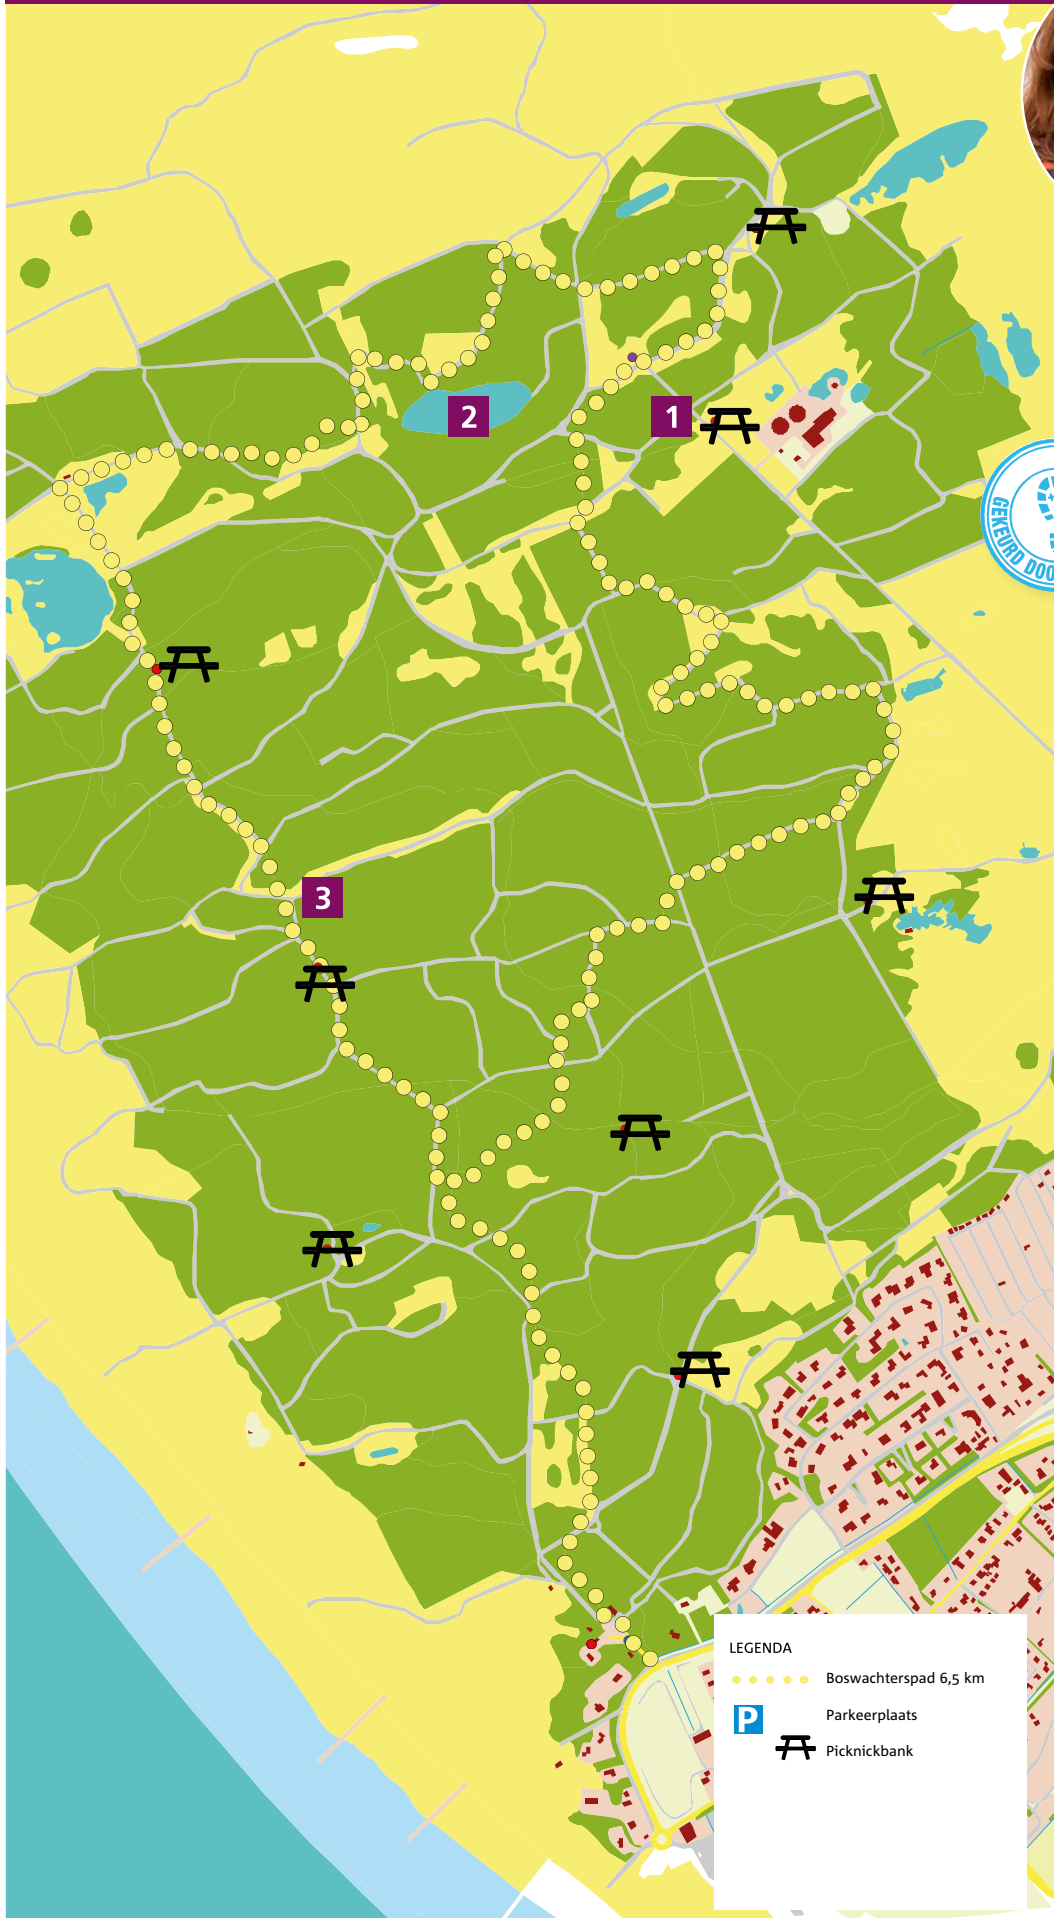 1
2
GEKEURD DOO
3
LEGENDA
Boswachterspad 6,5 km
P Parkeerplaats
Picknickbank